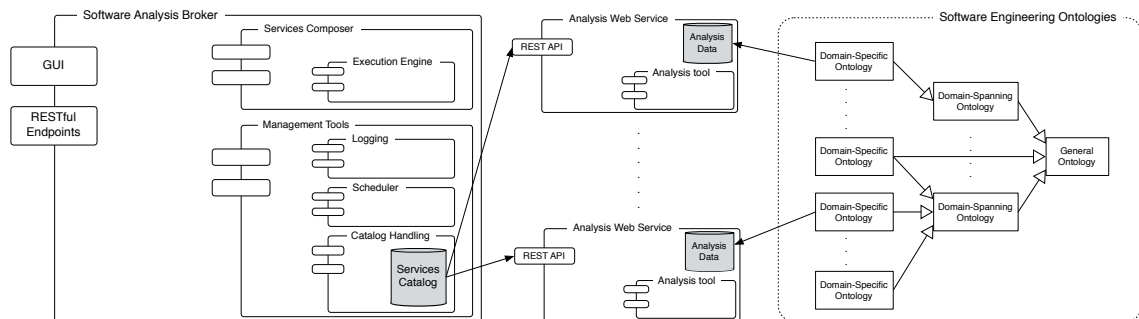 Software Analysis Broker
GUI
RESTful
Endpoints
Services Composer
Execution Engine
Management Tools
Logging
Scheduler
Catalog Handling
Services
Catalog
Analysis Web Service
REST API
Analysis
Data
Analysis tool
Analysis Web Service
REST API
Analysis
Data
Analysis tool
Software Engineering Ontologies
Domain-Specific
Ontology
Domain-Specific
Ontology
Domain-Specific
Ontology
Domain-Specific
Ontology
Domain-Spanning
Ontology
Domain-Spanning
Ontology
General
Ontology